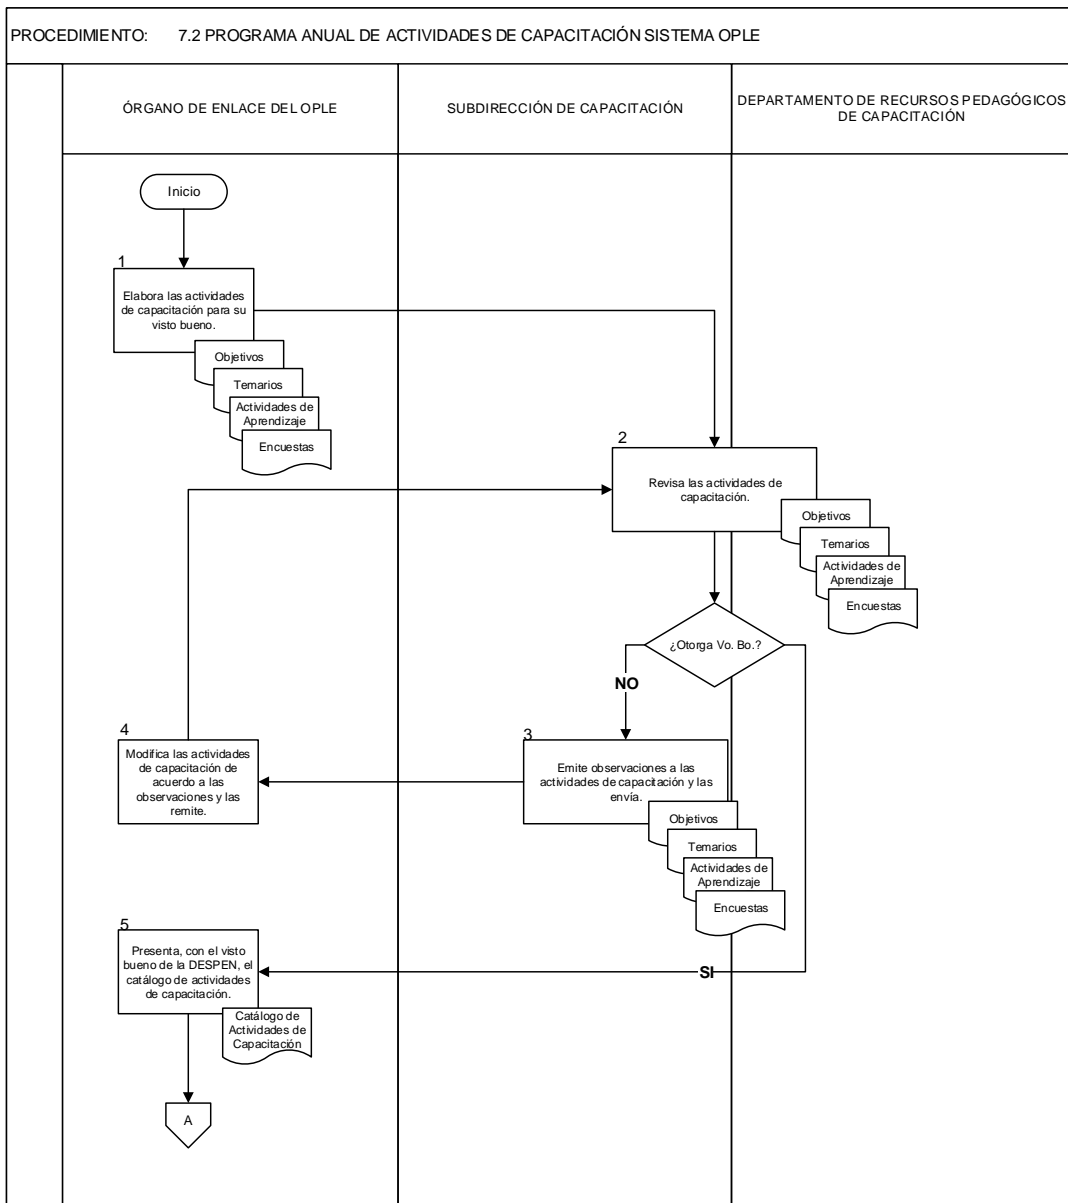 PROCEDIMIENTO: 7.2 PROGRAMA ANUAL DE ACTIVIDADES DE CAPACITACIÓN SISTEMA OPLE
ÓRGANO DE ENLACE DEL OPLE
SUBDIRECCIÓN DE CAPACITACIÓN
DEPARTAMENTO DE RECURSOS PEDAGÓGICOS
DE CAPACITACIÓN
Inicio
1
Elabora las actividades
de capacitación para su
visto bueno.
Objetivos
Temarios
Actividades de
Aprendizaje
Encuestas
2
Revisa las actividades de
capacitación.
Objetivos
Temarios
Actividades de
Aprendizaje
Encuestas
¿Otorga Vo. Bo.?
NO
3
Emite observaciones a las
actividades de capacitación y las
envía.
Objetivos
Temarios
Actividades de
Aprendizaje
Encuestas
4
Modifica las actividades
de capacitación de
acuerdo a las
observaciones y las
remite.
SI
5
Presenta, con el visto
bueno de la DESPEN, el
catálogo de actividades
de capacitación.
Catálogo de
Actividades de
Capacitación
A